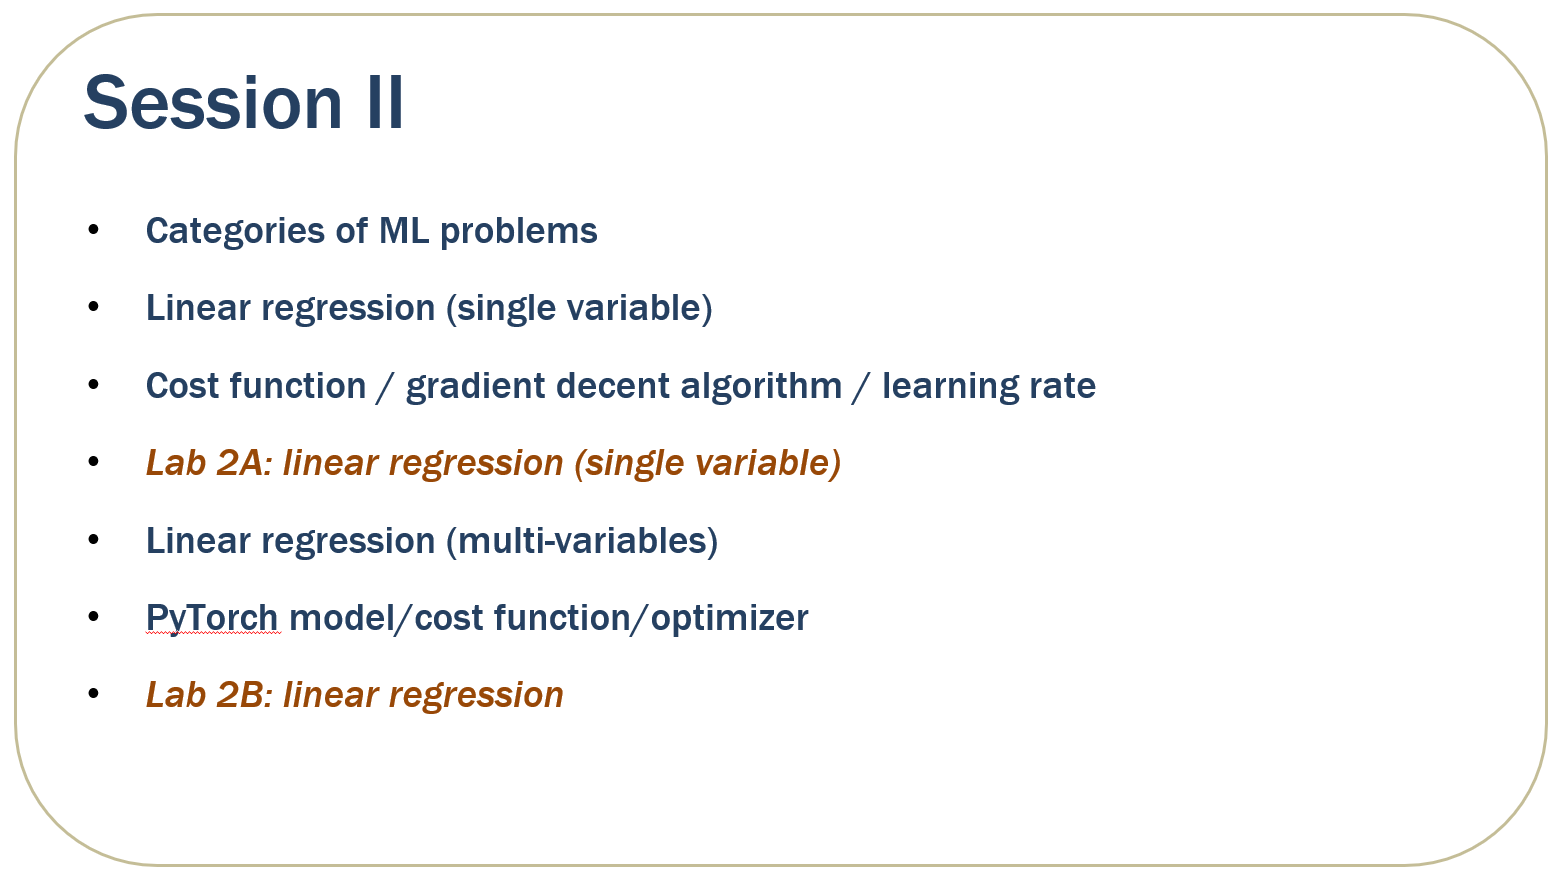 Session II
• Categories of ML problems
• Linear regression (single variable)
• Cost function / gradient decent algorithm / learning rate
• Lab 2A: linear regression (single variable)
• Linear regression (multi-variables)
• PyTorch model/cost function/optimizer
• Lab 2B: linear regression